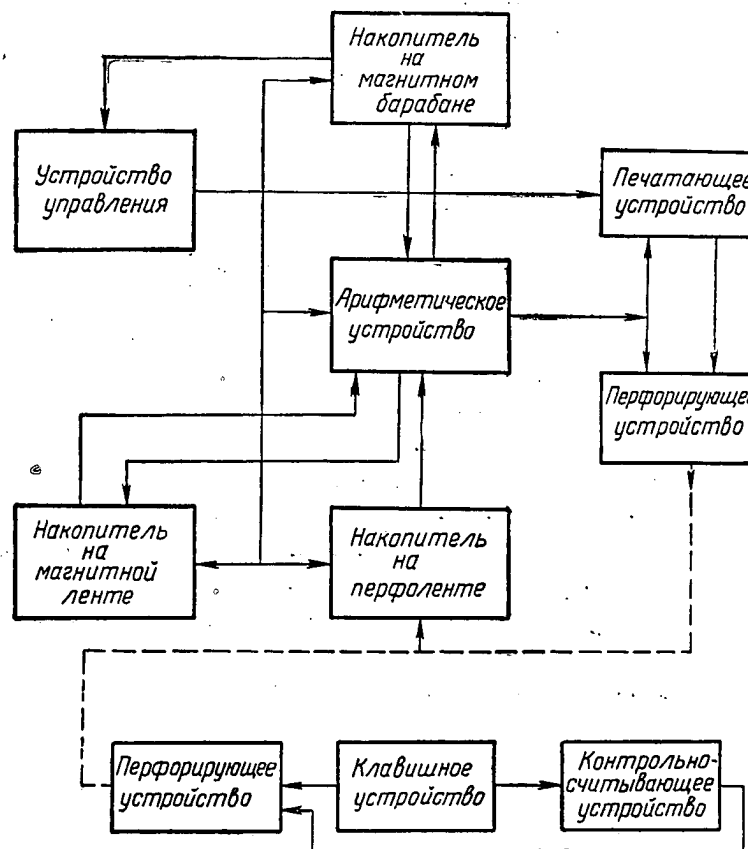 Накопитель
на
магнитном
барабане
Устройство
управления
Печатающее
устройство
Арифметическое
устройство
Перфорирующее
устройство
Накопитель
на
магнитной
ленте
Накопитель
на
перфоленте
Перфорирующее
устройство
Клавишное
устройство
Контрольно-
считывающее
устройство